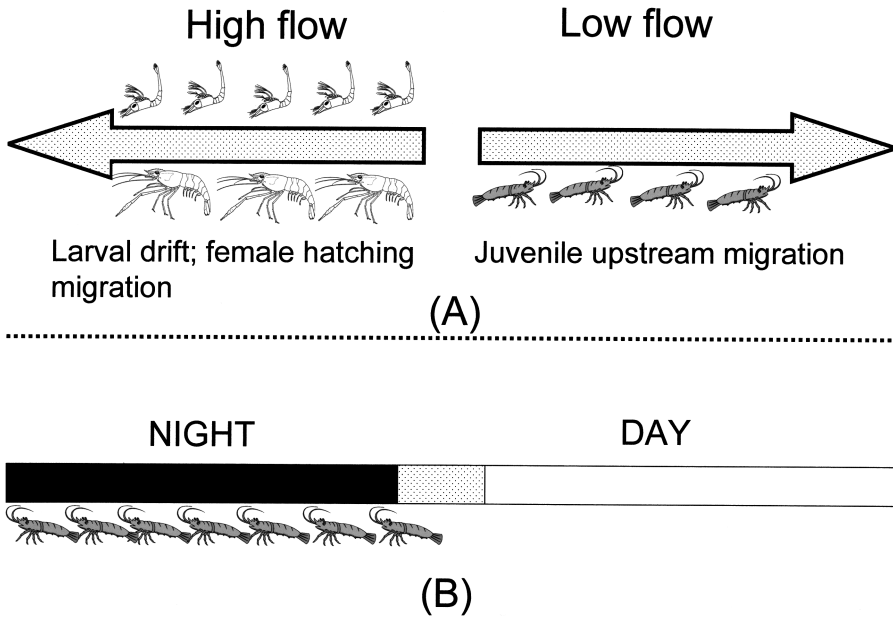 High flow
Low flow
Larval drift; female hatching
migration
Juvenile upstream migration
(A)
NIGHT
DAY
(B)